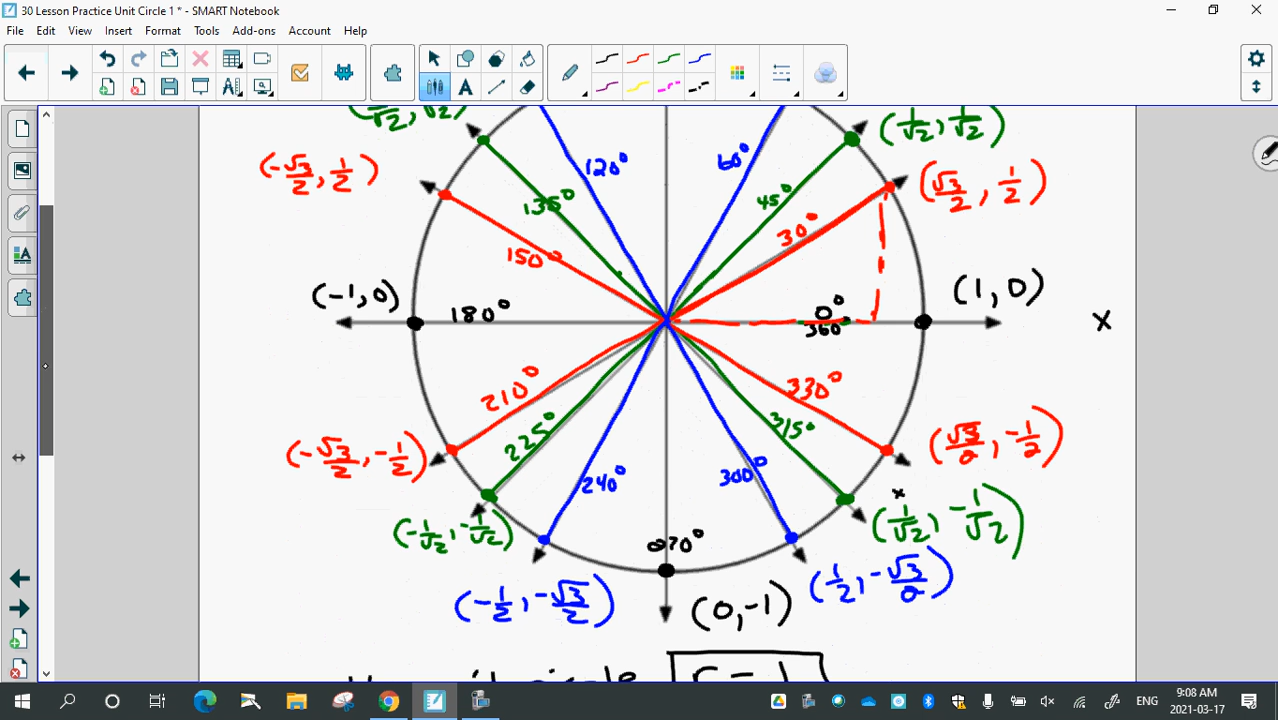 30 Lesson Practice Unit Circle 1 * - SMART Notebook
File Edit View Insert Format Tools Add-ons Account Help
120° 60°
(1/√2, 1/√2)
(-√3/2, 1/2)
135° 45°
(√3/2, 1/2)
150° 30°
(-1, 0) 180° 0° (1, 0)
360° x
210° 330°
225° 315°
(-√3/2, -1/2) (√3/2, -1/2)
240° 300°
x
(-1/√2, -1/√2) (1/√2, -1/√2)
270°
(-1/2, -√3/2) (0, -1) (1/2, -√3/2)
r = 1
9:08 AM
ENG
2021-03-17